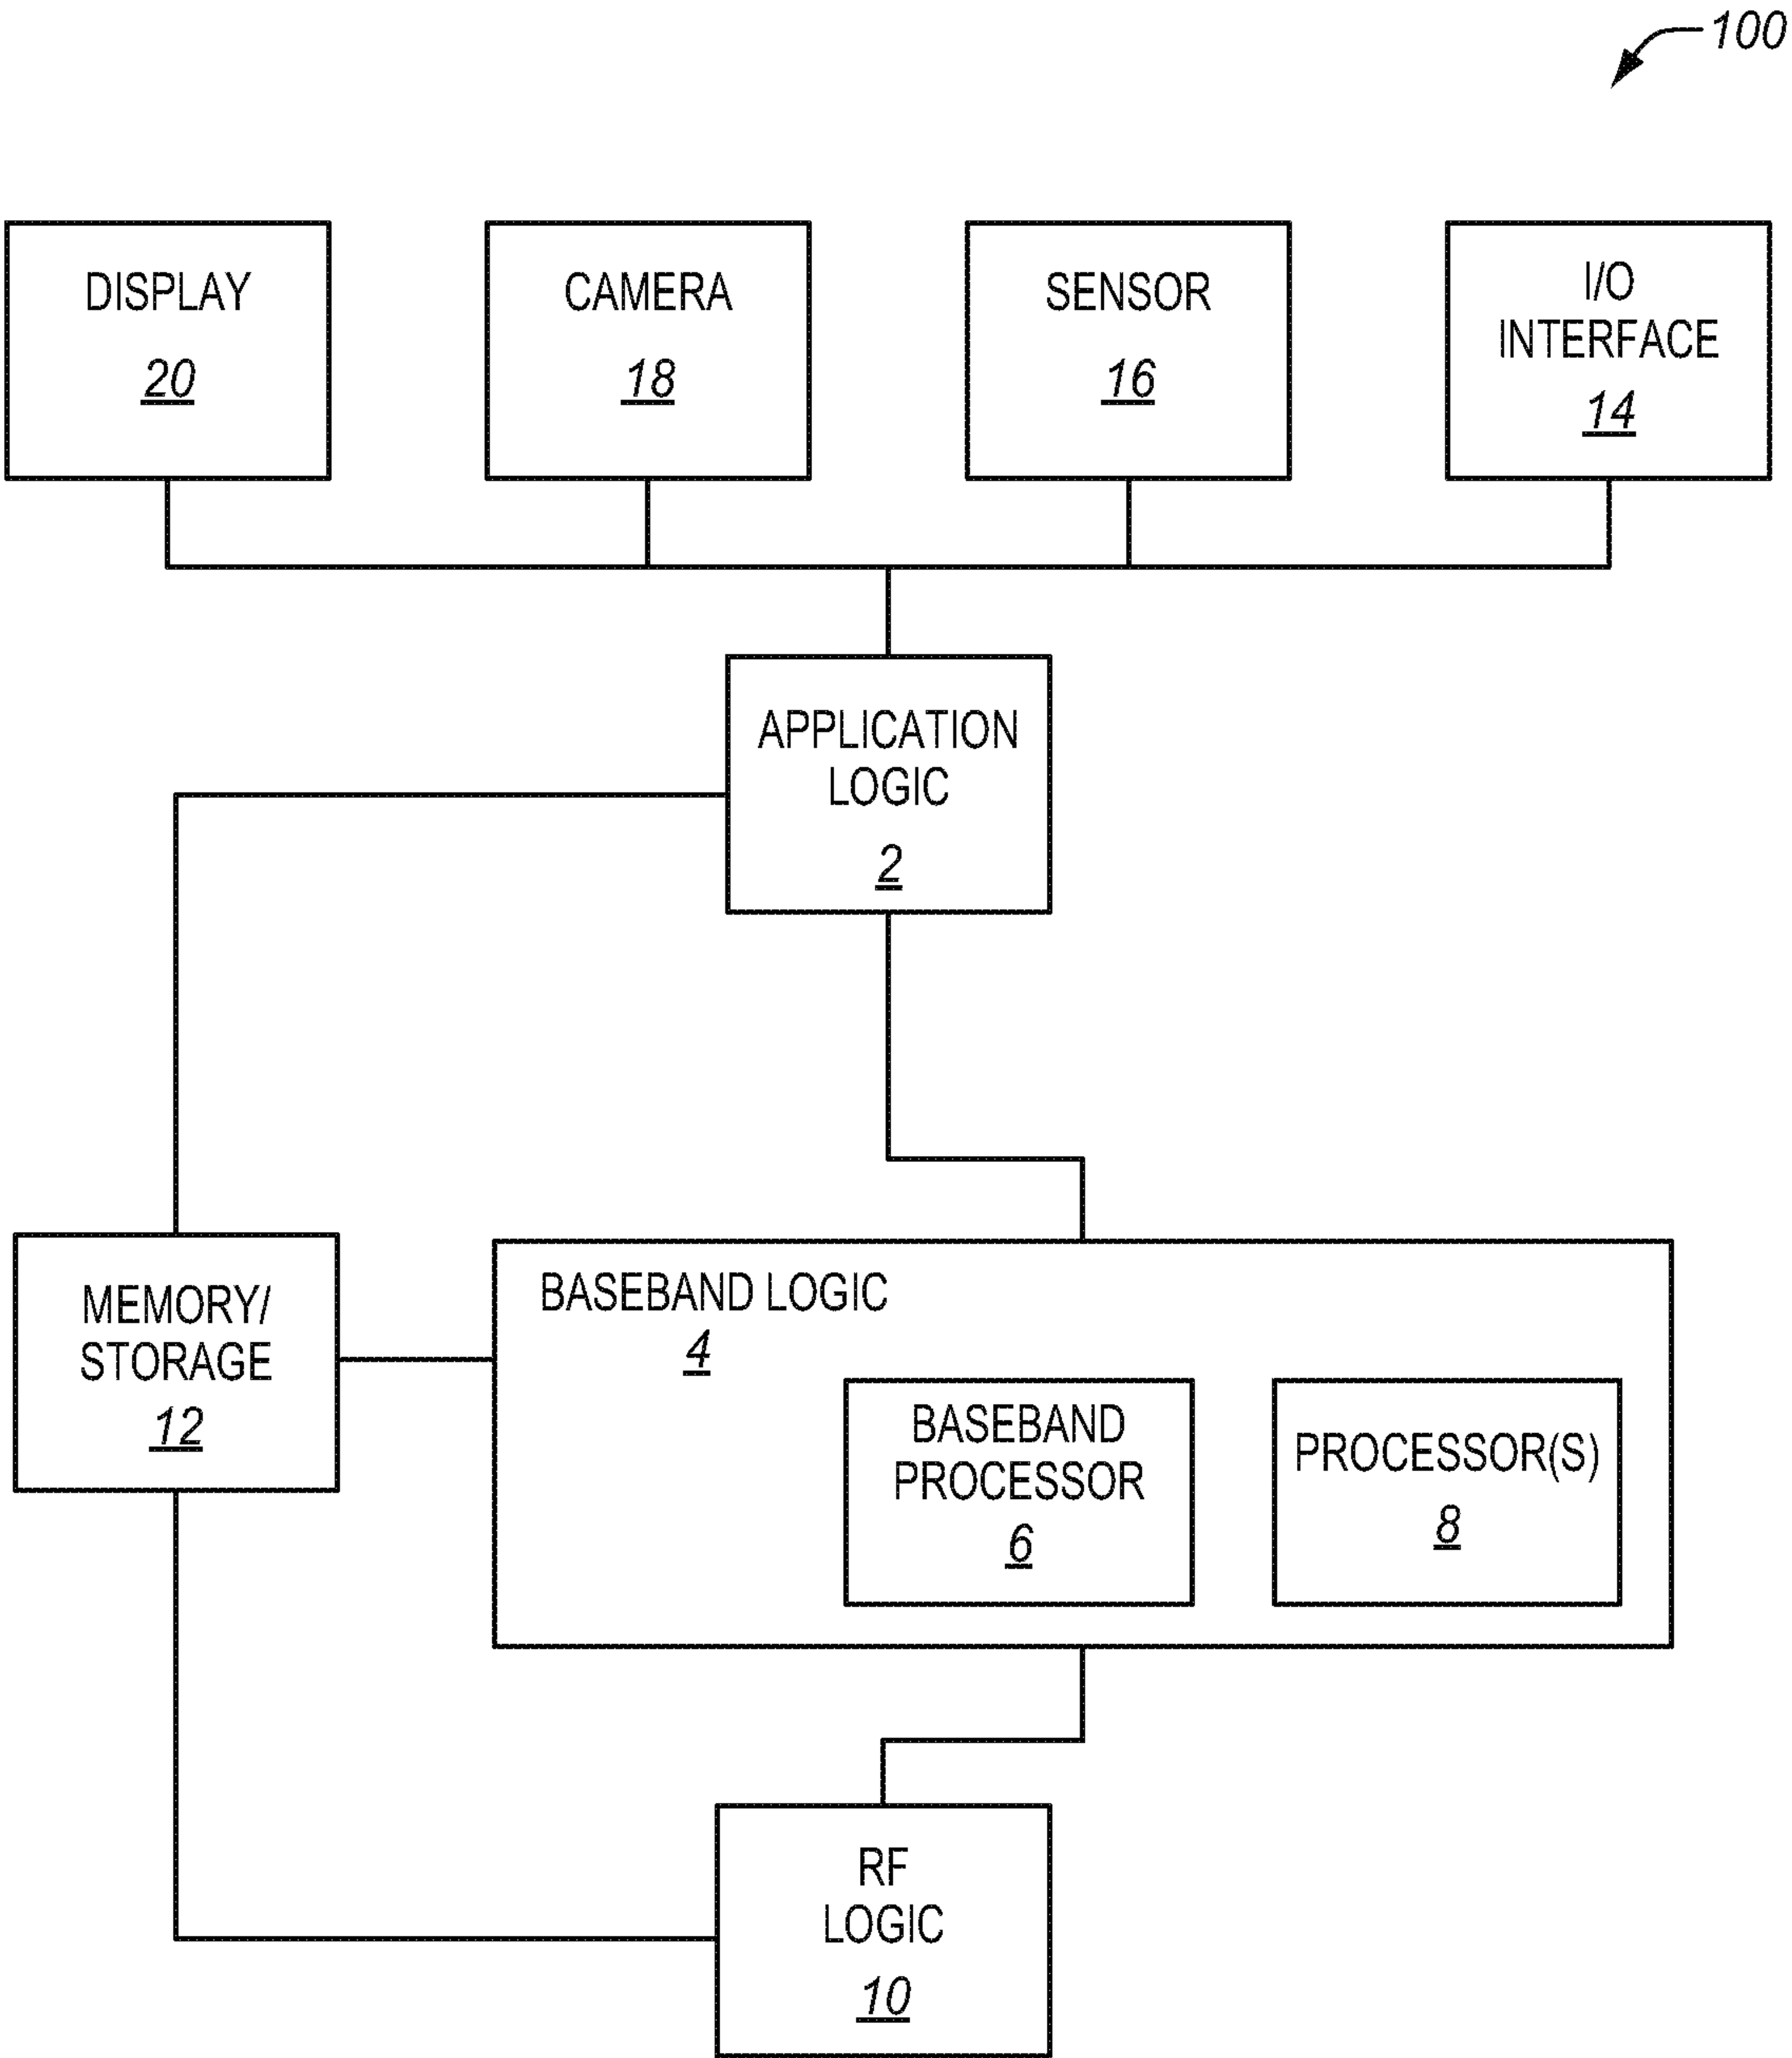 100
DISPLAY
20
CAMERA
18
SENSOR
16
I/O
INTERFACE
14
APPLICATION
LOGIC
2
MEMORY/
STORAGE
12
BASEBAND LOGIC
4
BASEBAND
PROCESSOR
6
PROCESSOR(S)
8
RF
LOGIC
10